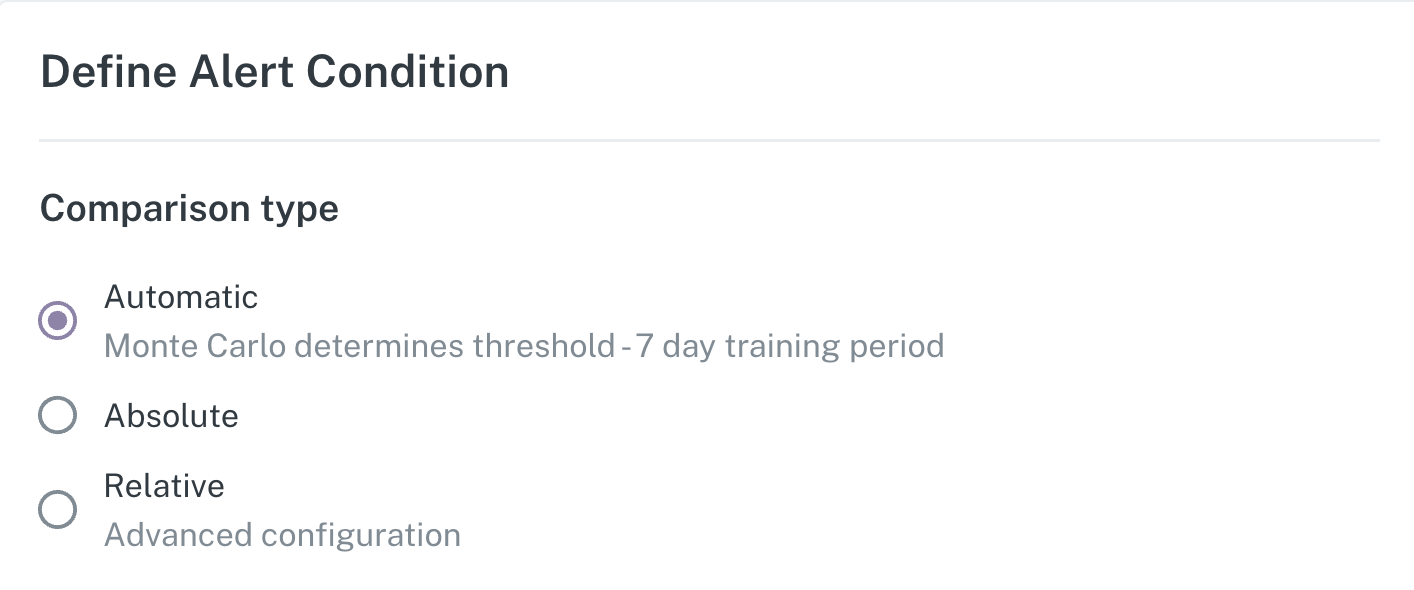 Define Alert Condition
Comparison type
Automatic
Monte Carlo determines threshold - 7 day training period
Absolute
Relative
Advanced configuration